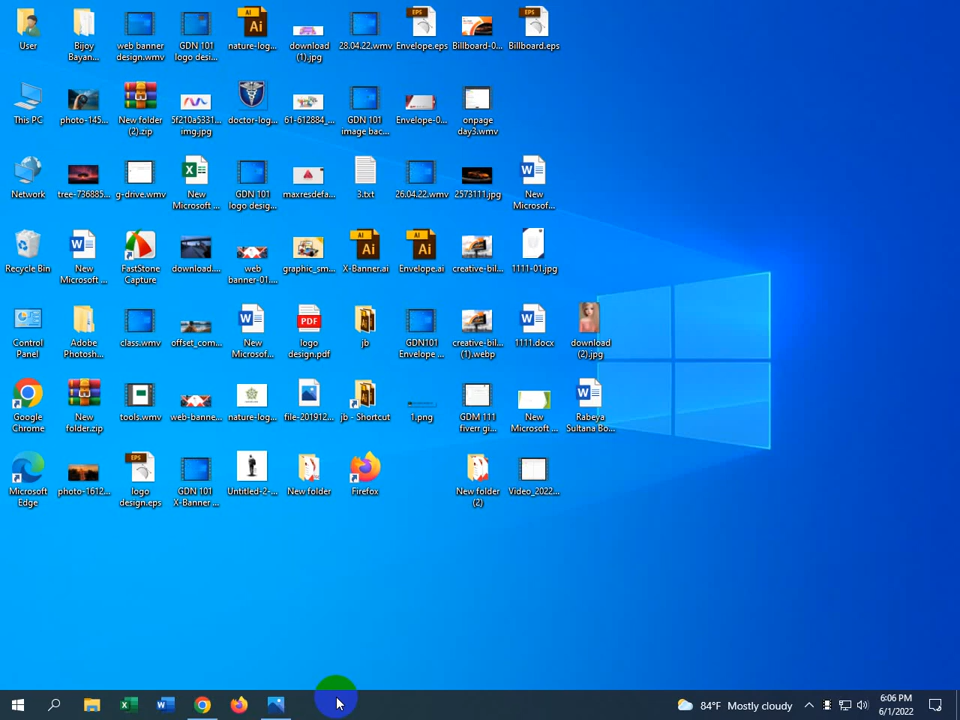 User
Bijoy
Bayan...
web banner
design.wmv
GDN 101
logo desi...
nature-log...
download
(1).jpg
28.04.22.wmv
Envelope.eps
Billboard-0...
Billboard.eps
This PC
photo-145...
New folder
(2).zip
5f210a5331...
img.jpg
doctor-log...
61-612884_...
GDN 101
image bac...
Envelope-0...
onpage
day3.wmv
Network
tree-736885...
g-drive.wmv
New
Microsoft ...
GDN 101
logo desig...
maxresdefa...
3.txt
26.04.22.wmv
2573111.jpg
New
Microsof...
Recycle Bin
New
Microsoft ...
FastStone
Capture
download....
web
banner-01....
graphic_sm...
X-Banner.ai
Envelope.ai
creative-bil...
1111-01.jpg
Control
Panel
Adobe
Photosh...
class.wmv
offset_com...
New
Microsof...
logo
design.pdf
jb
GDN101
Envelope ...
creative-bil...
(1).webp
1111.docx
download
(2).jpg
Google
Chrome
New
folder.zip
tools.wmv
web-banne...
nature-log...
file-201912...
jb - Shortcut
1.png
GDM 111
fiverr gi...
New
Microsoft ...
Rabeya
Sultana Bo...
Microsoft
Edge
photo-1612...
logo
design.eps
GDN 101
X-Banner ...
Untitled-2-...
New folder
Firefox
New folder
(2)
Video_2022...
84°F Mostly cloudy
6:06 PM
6/1/2022